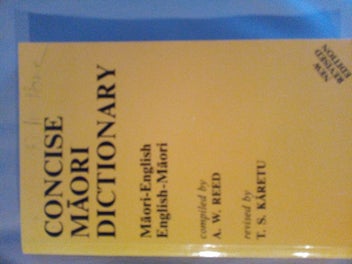 NEW
REVISED
EDITION
CONCISE
MĀORI
DICTIONARY
Māori-English
English-Māori
compiled by
A. W. REED
revised by
T. S. KĀRETU